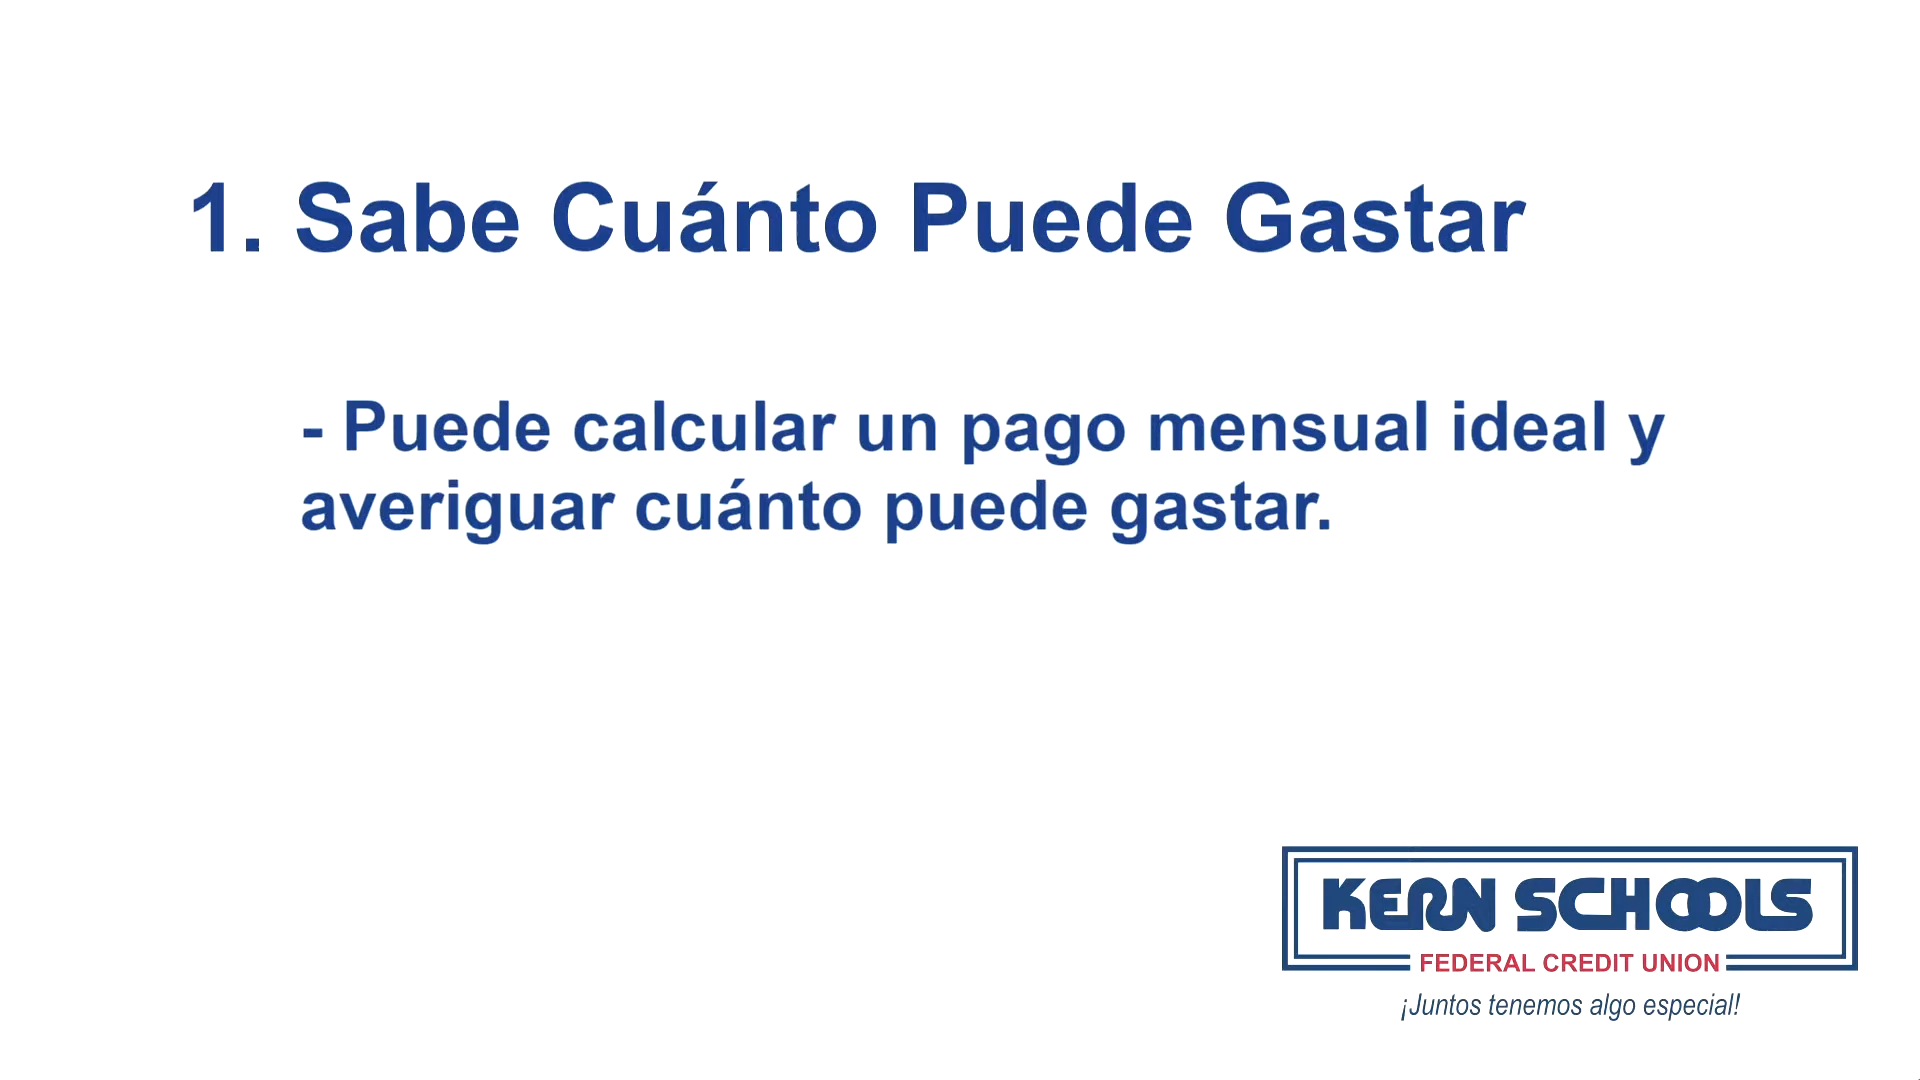 1. Sabe Cuánto Puede Gastar
- Puede calcular un pago mensual ideal y
averiguar cuánto puede gastar.
KERN SCHOOLS
FEDERAL CREDIT UNION
¡Juntos tenemos algo especial!